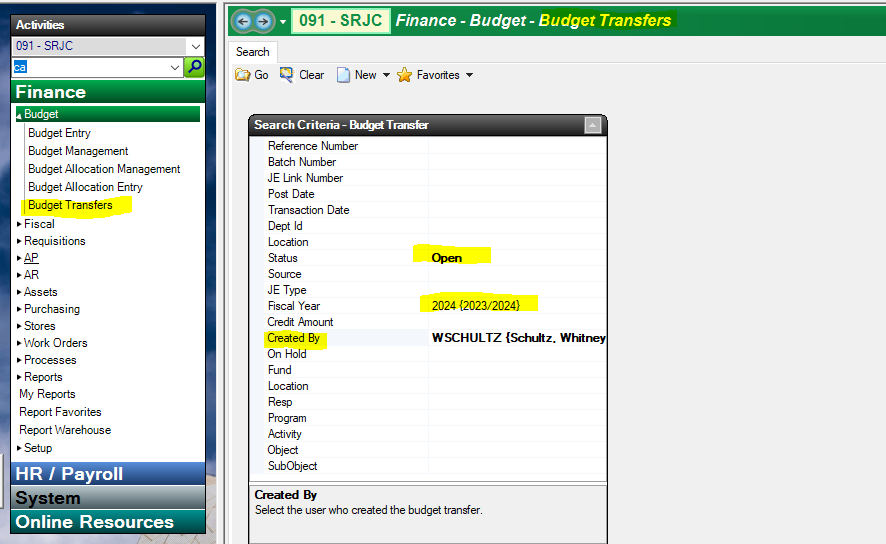 Activities
091 - SRJC
ca
Finance
Budget
Budget Entry
Budget Management
Budget Allocation Management
Budget Allocation Entry
Budget Transfers
Fiscal
Requisitions
AP
AR
Assets
Purchasing
Stores
Work Orders
Processes
Reports
My Reports
Report Favorites
Report Warehouse
Setup
HR / Payroll
System
Online Resources
091 - SRJC Finance - Budget - Budget Transfers
Search
Go Clear New Favorites
Search Criteria - Budget Transfer
Reference Number
Batch Number
JE Link Number
Post Date
Transaction Date
Dept Id
Location
Status Open
Source
JE Type
Fiscal Year 2024 {2023/2024}
Credit Amount
Created By WSCHULTZ {Schultz, Whitney
On Hold
Fund
Location
Resp
Program
Activity
Object
SubObject
Created By
Select the user who created the budget transfer.